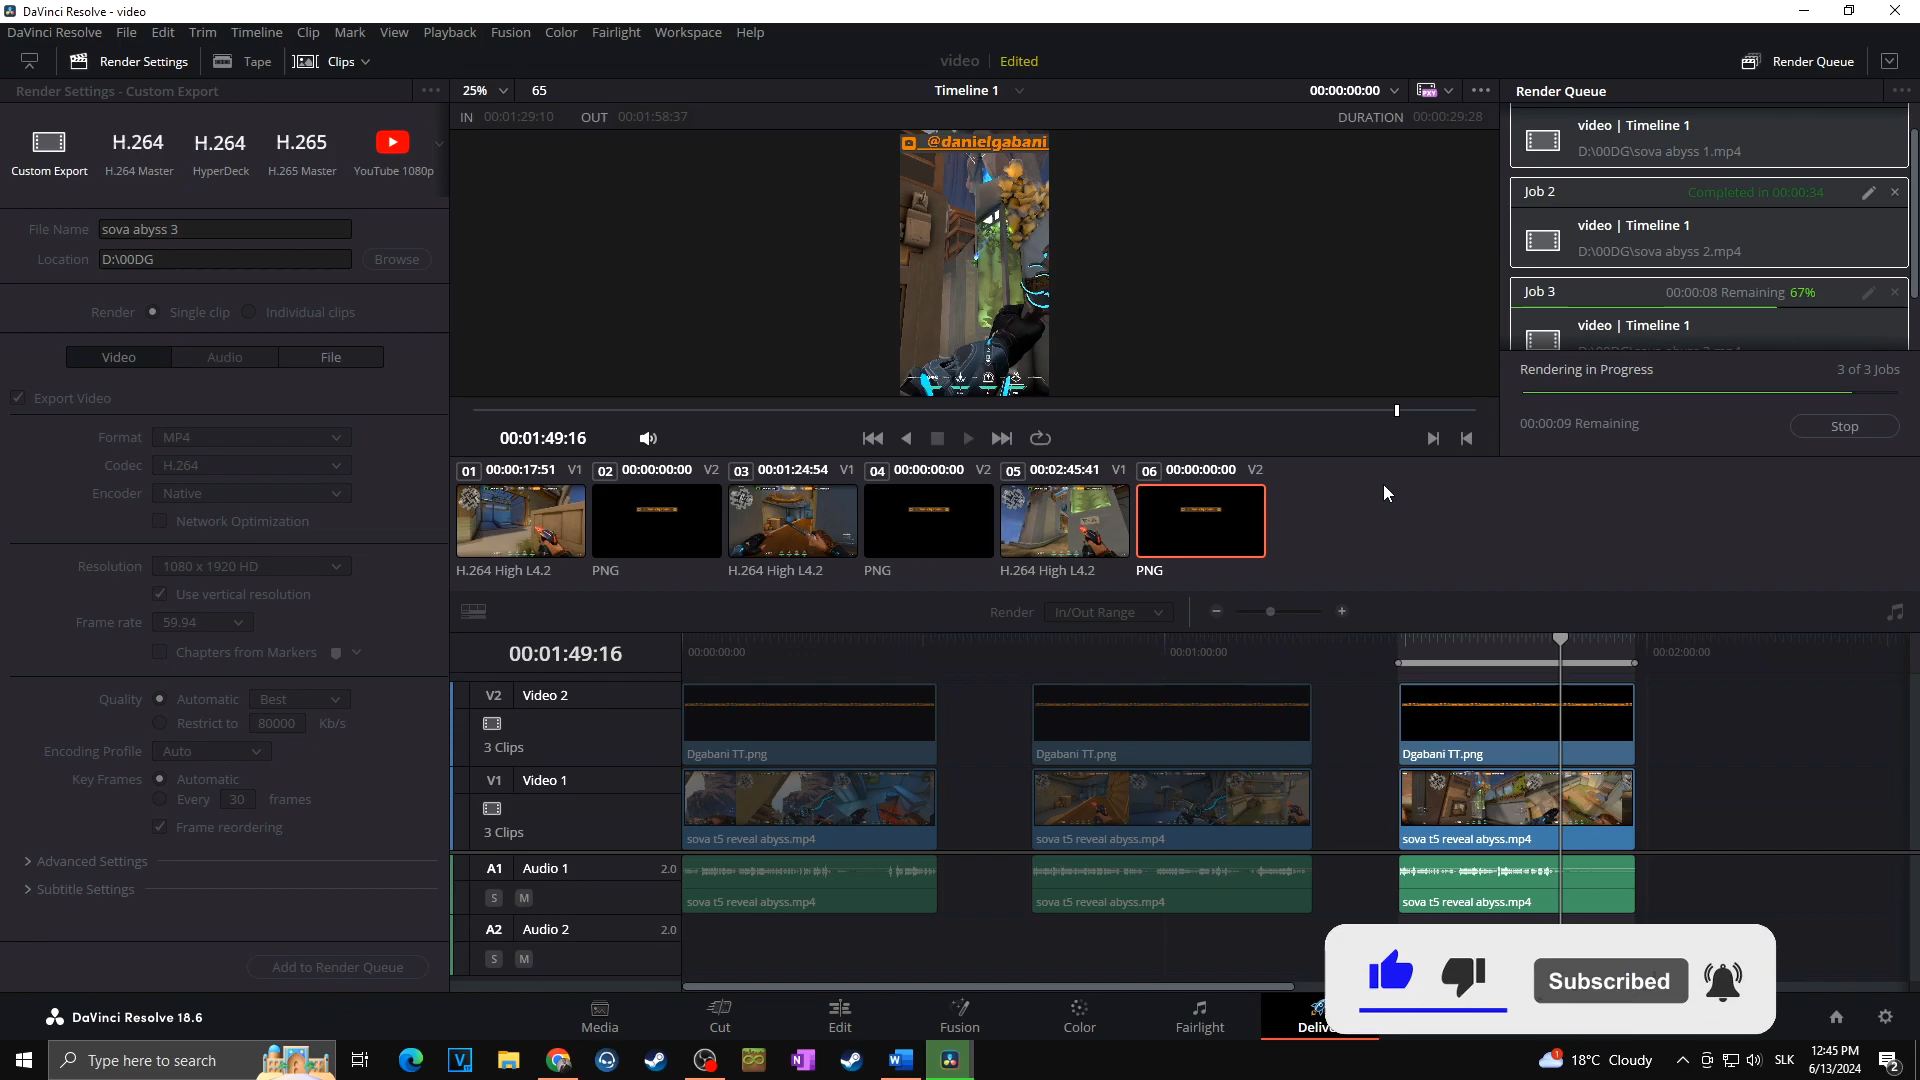 DaVinci Resolve - video
DaVinci Resolve File Edit Trim Timeline Clip Mark View Playback Fusion Color Fairlight Workspace Help
Render Settings Tape Clips video Edited Render Queue
Render Settings - Custom Export
25% 65 Timeline 1 00:00:00:00
Render Queue
IN 00:01:29:10 OUT 00:01:58:37 DURATION 00:00:29:28
H.264 H.264 H.265
Custom Export H.264 Master HyperDeck H.265 Master YouTube 1080p
@danielgabani
video | Timeline 1
D:\00DG\sova abyss 1.mp4
Job 2 Completed in 00:00:34
video | Timeline 1
D:\00DG\sova abyss 2.mp4
Job 3 00:00:08 Remaining 67%
video | Timeline 1
Rendering in Progress 3 of 3 Jobs
00:00:09 Remaining Stop
File Name sova abyss 3
Location D:\00DG Browse
Render Single clip Individual clips
Video Audio File
Export Video
Format MP4
Codec H.264
Encoder Native
Network Optimization
Resolution 1080 x 1920 HD
Use vertical resolution
Frame rate 59.94
Chapters from Markers
Quality Automatic Best
Restrict to 80000 Kb/s
Encoding Profile Auto
Key Frames Automatic
Every 30 frames
Frame reordering
Advanced Settings
Subtitle Settings
Add to Render Queue
00:01:49:16
01 00:00:17:51 V1 02 00:00:00:00 V2 03 00:01:24:54 V1 04 00:00:00:00 V2 05 00:02:45:41 V1 06 00:00:00:00 V2
H.264 High L4.2 PNG H.264 High L4.2 PNG H.264 High L4.2 PNG
Render In/Out Range
00:01:49:16 00:00:00:00 00:01:00:00 00:02:00:00
V2 Video 2
3 Clips
Dgabani TT.png Dgabani TT.png Dgabani TT.png
V1 Video 1
3 Clips
sova t5 reveal abyss.mp4 sova t5 reveal abyss.mp4 sova t5 reveal abyss.mp4
A1 Audio 1 2.0
S M
sova t5 reveal abyss.mp4 sova t5 reveal abyss.mp4 sova t5 reveal abyss.mp4
A2 Audio 2 2.0
S M
Subscribed
DaVinci Resolve 18.6
Media Cut Edit Fusion Color Fairlight
Type here to search
18°C Cloudy SLK 12:45 PM
6/13/2024
2